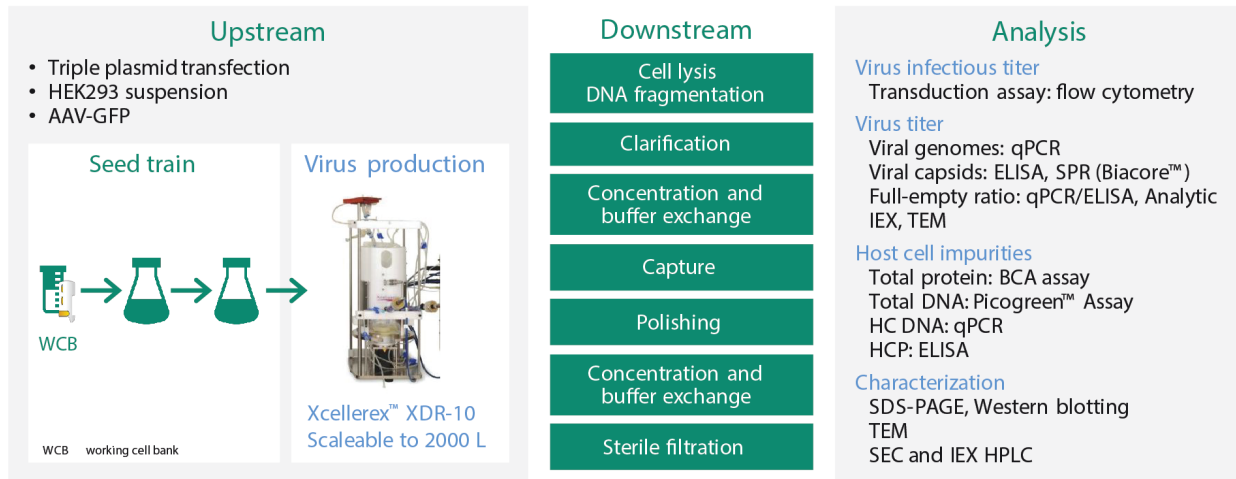 Upstream
• Triple plasmid transfection
• HEK293 suspension
• AAV-GFP
Seed train
WCB
WCB working cell bank
Virus production
Xcellerex™ XDR-10
Scaleable to 2000 L
Downstream
Cell lysis
DNA fragmentation
Clarification
Concentration and
buffer exchange
Capture
Polishing
Concentration and
buffer exchange
Sterile filtration
Analysis
Virus infectious titer
Transduction assay: flow cytometry
Virus titer
Viral genomes: qPCR
Viral capsids: ELISA, SPR (Biacore™)
Full-empty ratio: qPCR/ELISA, Analytic
IEX, TEM
Host cell impurities
Total protein: BCA assay
Total DNA: Picogreen™ Assay
HC DNA: qPCR
HCP: ELISA
Characterization
SDS-PAGE, Western blotting
TEM
SEC and IEX HPLC